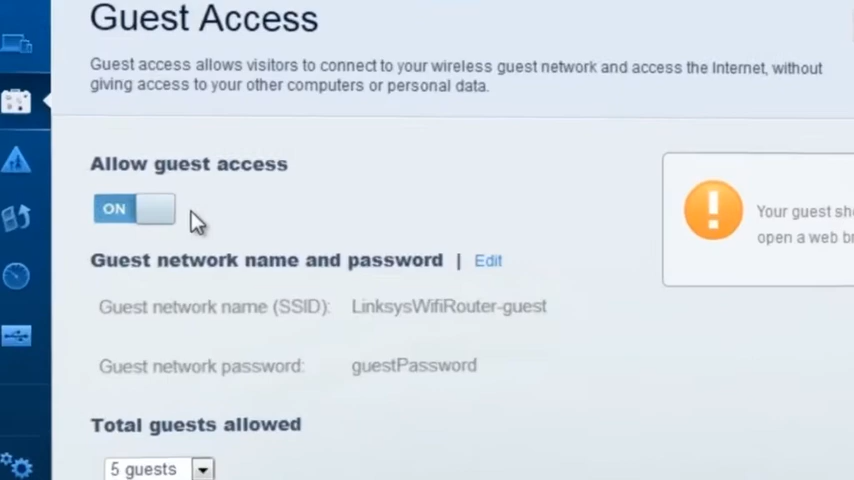 Guest Access
Guest access allows visitors to connect to your wireless guest network and access the Internet, without
giving access to your other computers or personal data.
Allow guest access
ON
Your guest
open a web
Guest network name and password | Edit
Guest network name (SSID): LinksysWifiRouter-guest
Guest network password: guestPassword
Total guests allowed
5 guests